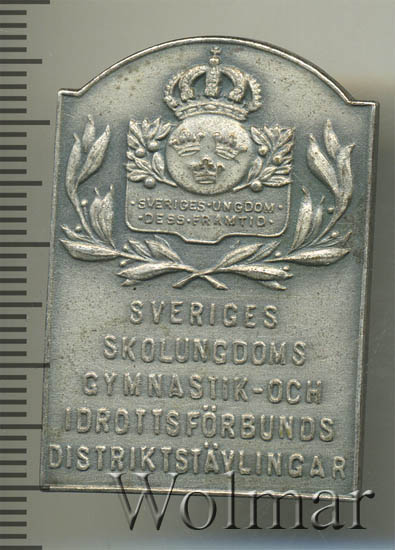 ·SVERIGES·UNGDOM·
·DESS·FRAMTID·
SVERIGES
SKOLUNGDOMS
GYMNASTIK-OCH
IDROTTSFÖRBUNDS
DISTRIKTSTÄVLINGAR
Wolmar